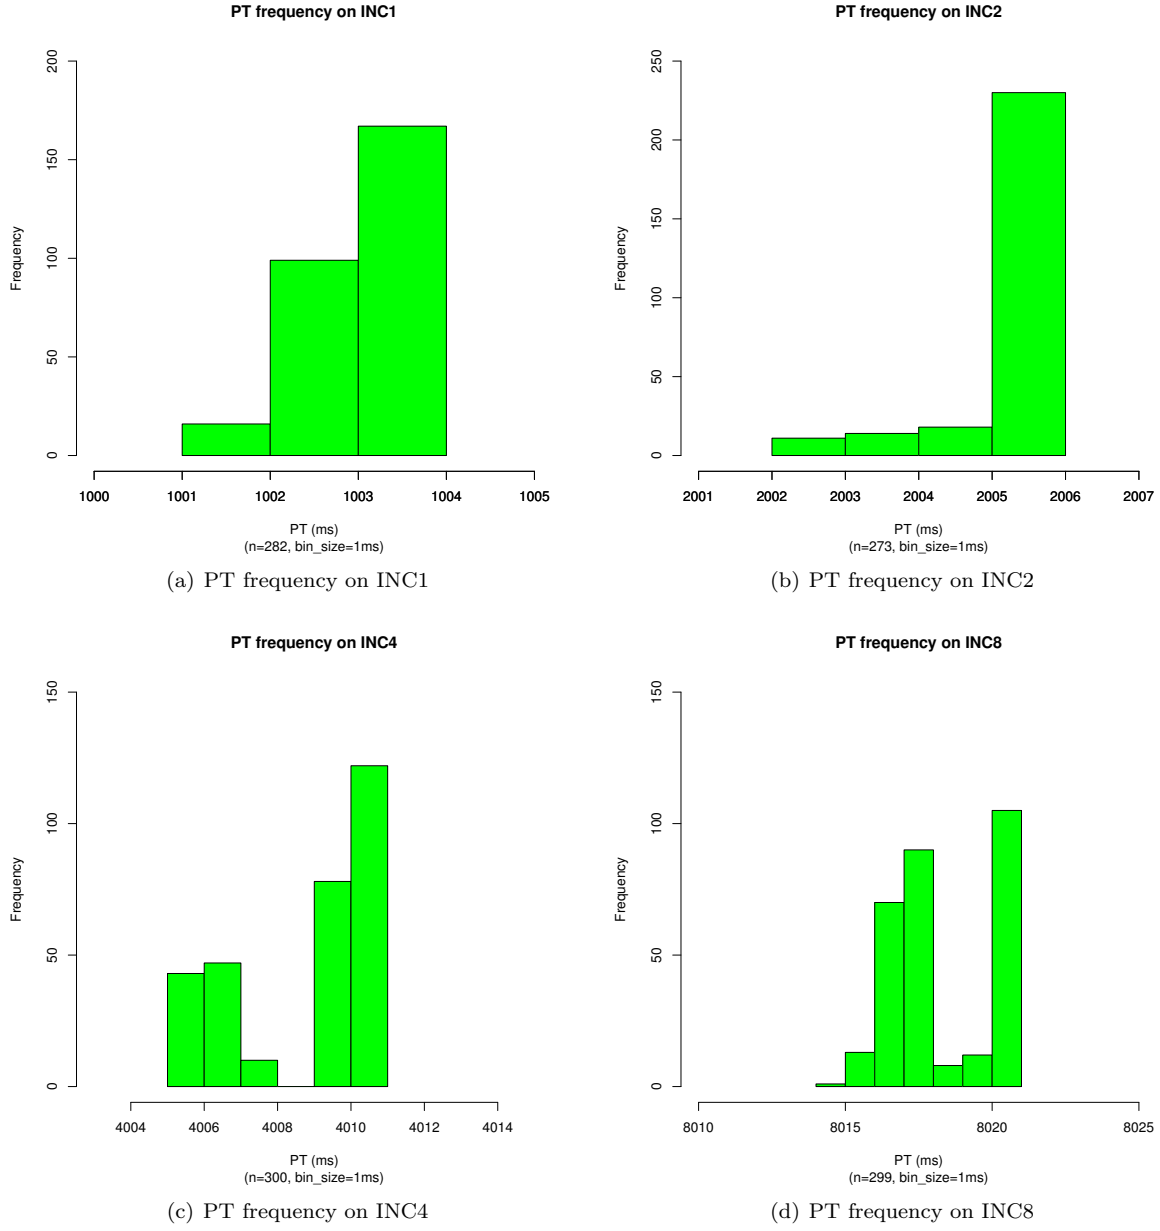 PT frequency on INC1
200
150
100
50
0
Frequency
1000 1001 1002 1003 1004 1005
PT (ms)
(n=282, bin_size=1ms)
(a) PT frequency on INC1
PT frequency on INC2
250
200
150
100
50
0
Frequency
2001 2002 2003 2004 2005 2006 2007
PT (ms)
(n=273, bin_size=1ms)
(b) PT frequency on INC2
PT frequency on INC4
150
100
50
0
Frequency
4004 4006 4008 4010 4012 4014
PT (ms)
(n=300, bin_size=1ms)
(c) PT frequency on INC4
PT frequency on INC8
150
100
50
0
Frequency
8010 8015 8020 8025
PT (ms)
(n=299, bin_size=1ms)
(d) PT frequency on INC8